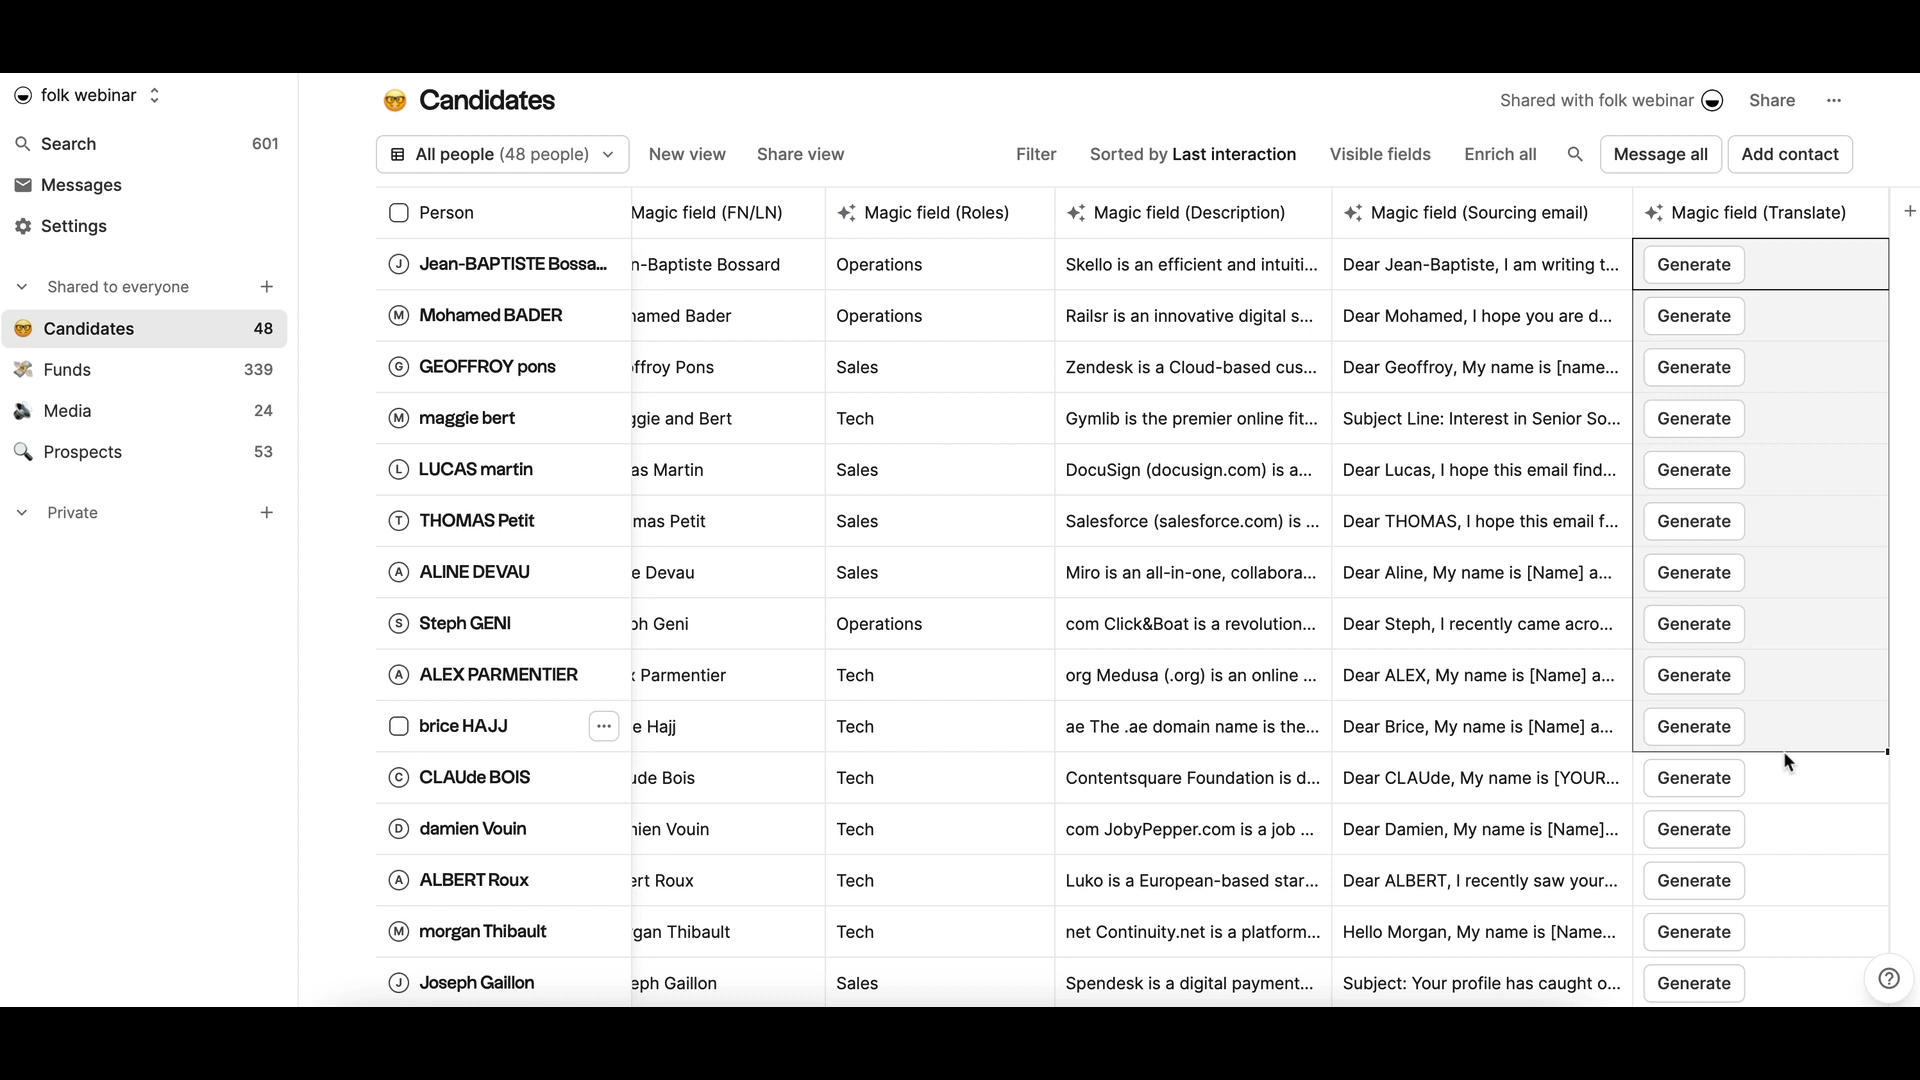 folk webinar
Candidates
Shared with folk webinar
Share
Search 601
Messages
Settings
Shared to everyone
Candidates 48
Funds 339
Media 24
Prospects 53
Private
All people (48 people)
New view
Share view
Filter
Sorted by Last interaction
Visible fields
Enrich all
Message all
Add contact
Person Magic field (FN/LN) Magic field (Roles) Magic field (Description) Magic field (Sourcing email) Magic field (Translate)
J Jean-BAPTISTE Bossa... n-Baptiste Bossard Operations Skello is an efficient and intuiti... Dear Jean-Baptiste, I am writing t... Generate
M Mohamed BADER named Bader Operations Railsr is an innovative digital s... Dear Mohamed, I hope you are d... Generate
G GEOFFROY pons ffroy Pons Sales Zendesk is a Cloud-based cus... Dear Geoffroy, My name is [name... Generate
M maggie bert ggie and Bert Tech Gymlib is the premier online fit... Subject Line: Interest in Senior So... Generate
L LUCAS martin as Martin Sales DocuSign (docusign.com) is a... Dear Lucas, I hope this email find... Generate
T THOMAS Petit mas Petit Sales Salesforce (salesforce.com) is ... Dear THOMAS, I hope this email f... Generate
A ALINE DEVAU e Devau Sales Miro is an all-in-one, collabora... Dear Aline, My name is [Name] a... Generate
S Steph GENI ph Geni Operations com Click&Boat is a revolution... Dear Steph, I recently came acro... Generate
A ALEX PARMENTIER x Parmentier Tech org Medusa (.org) is an online ... Dear ALEX, My name is [Name] a... Generate
brice HAJJ e Hajj Tech ae The .ae domain name is the... Dear Brice, My name is [Name] a... Generate
C CLAUde BOIS ude Bois Tech Contentsquare Foundation is d... Dear CLAUde, My name is [YOUR... Generate
D damien Vouin nien Vouin Tech com JobyPepper.com is a job ... Dear Damien, My name is [Name]... Generate
A ALBERT Roux ert Roux Tech Luko is a European-based star... Dear ALBERT, I recently saw your... Generate
M morgan Thibault gan Thibault Tech net Continuity.net is a platform... Hello Morgan, My name is [Name... Generate
J Joseph Gaillon eph Gaillon Sales Spendesk is a digital payment... Subject: Your profile has caught o... Generate